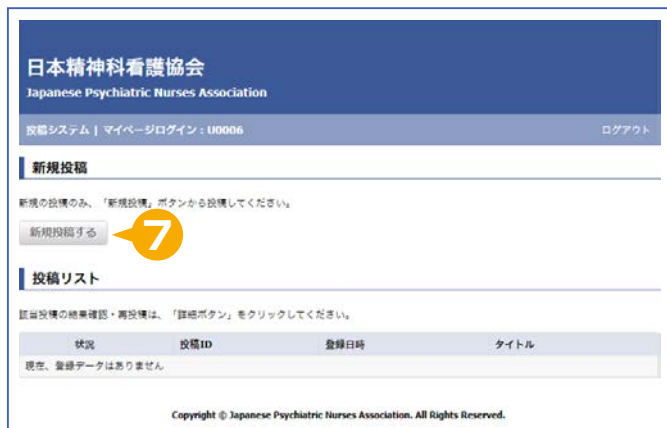 日本精神科看護協会
Japanese Psychiatric Nurses Association
投稿システム | マイページログイン : U0006 ログアウト
新規投稿
新規の投稿のみ、「新規投稿」ボタンから投稿してください。
新規投稿する 7
投稿リスト
該当投稿の結果確認・再投稿は、「詳細ボタン」をクリックしてください。
状況 投稿ID 登録日時 タイトル
現在、登録データはありません
Copyright © Japanese Psychiatric Nurses Association. All Rights Reserved.